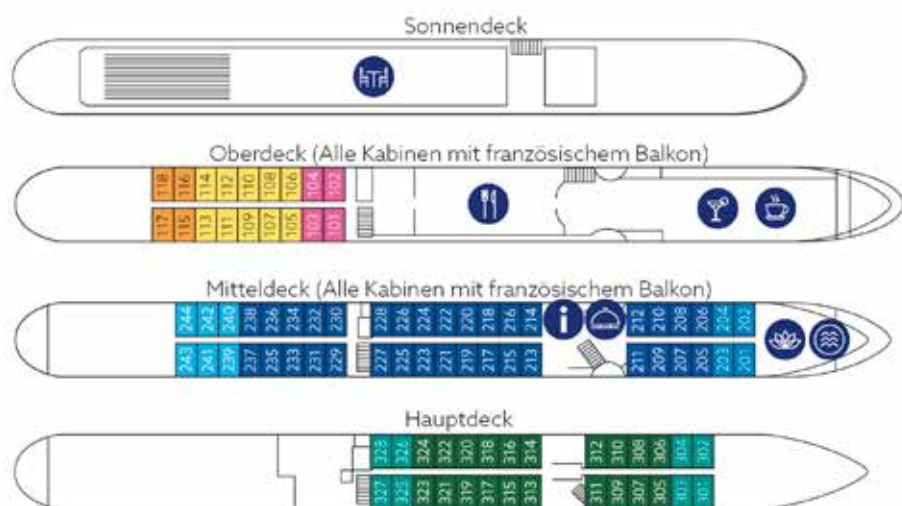 Sonnendeck
Oberdeck (Alle Kabinen mit französischem Balkon)
118 116 114 112 110 108 106 104 102
117 115 113 111 109 107 105 103 101
Mitteldeck (Alle Kabinen mit französischem Balkon)
244 242 240 238 236 234 232 230 228 226 224 222 220 218 216 214 i 212 210 208 206 204 202
243 241 239 237 235 233 231 229 227 225 223 221 219 217 215 213 211 209 207 205 203 201
Hauptdeck
328 326 324 322 320 318 316 314 312 310 308 306 304 302
327 325 323 321 319 317 315 313 311 309 307 305 303 301